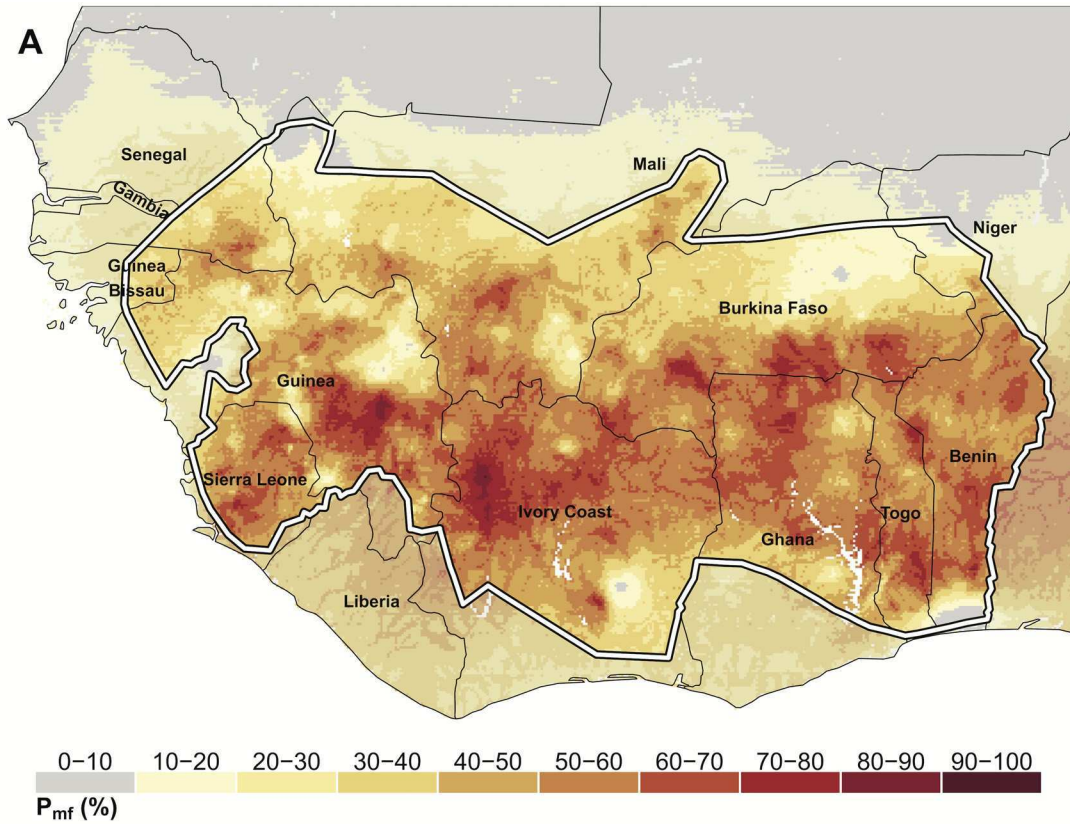 A
Senegal
Mali
Gambia
Niger
Guinea
Bissau
Burkina Faso
Guinea
Benin
Sierra Leone
Ivory Coast
Togo
Ghana
Liberia
0−10 10−20 20−30 30−40 40−50 50−60 60−70 70−80 80−90 90−100
Pmf (%)